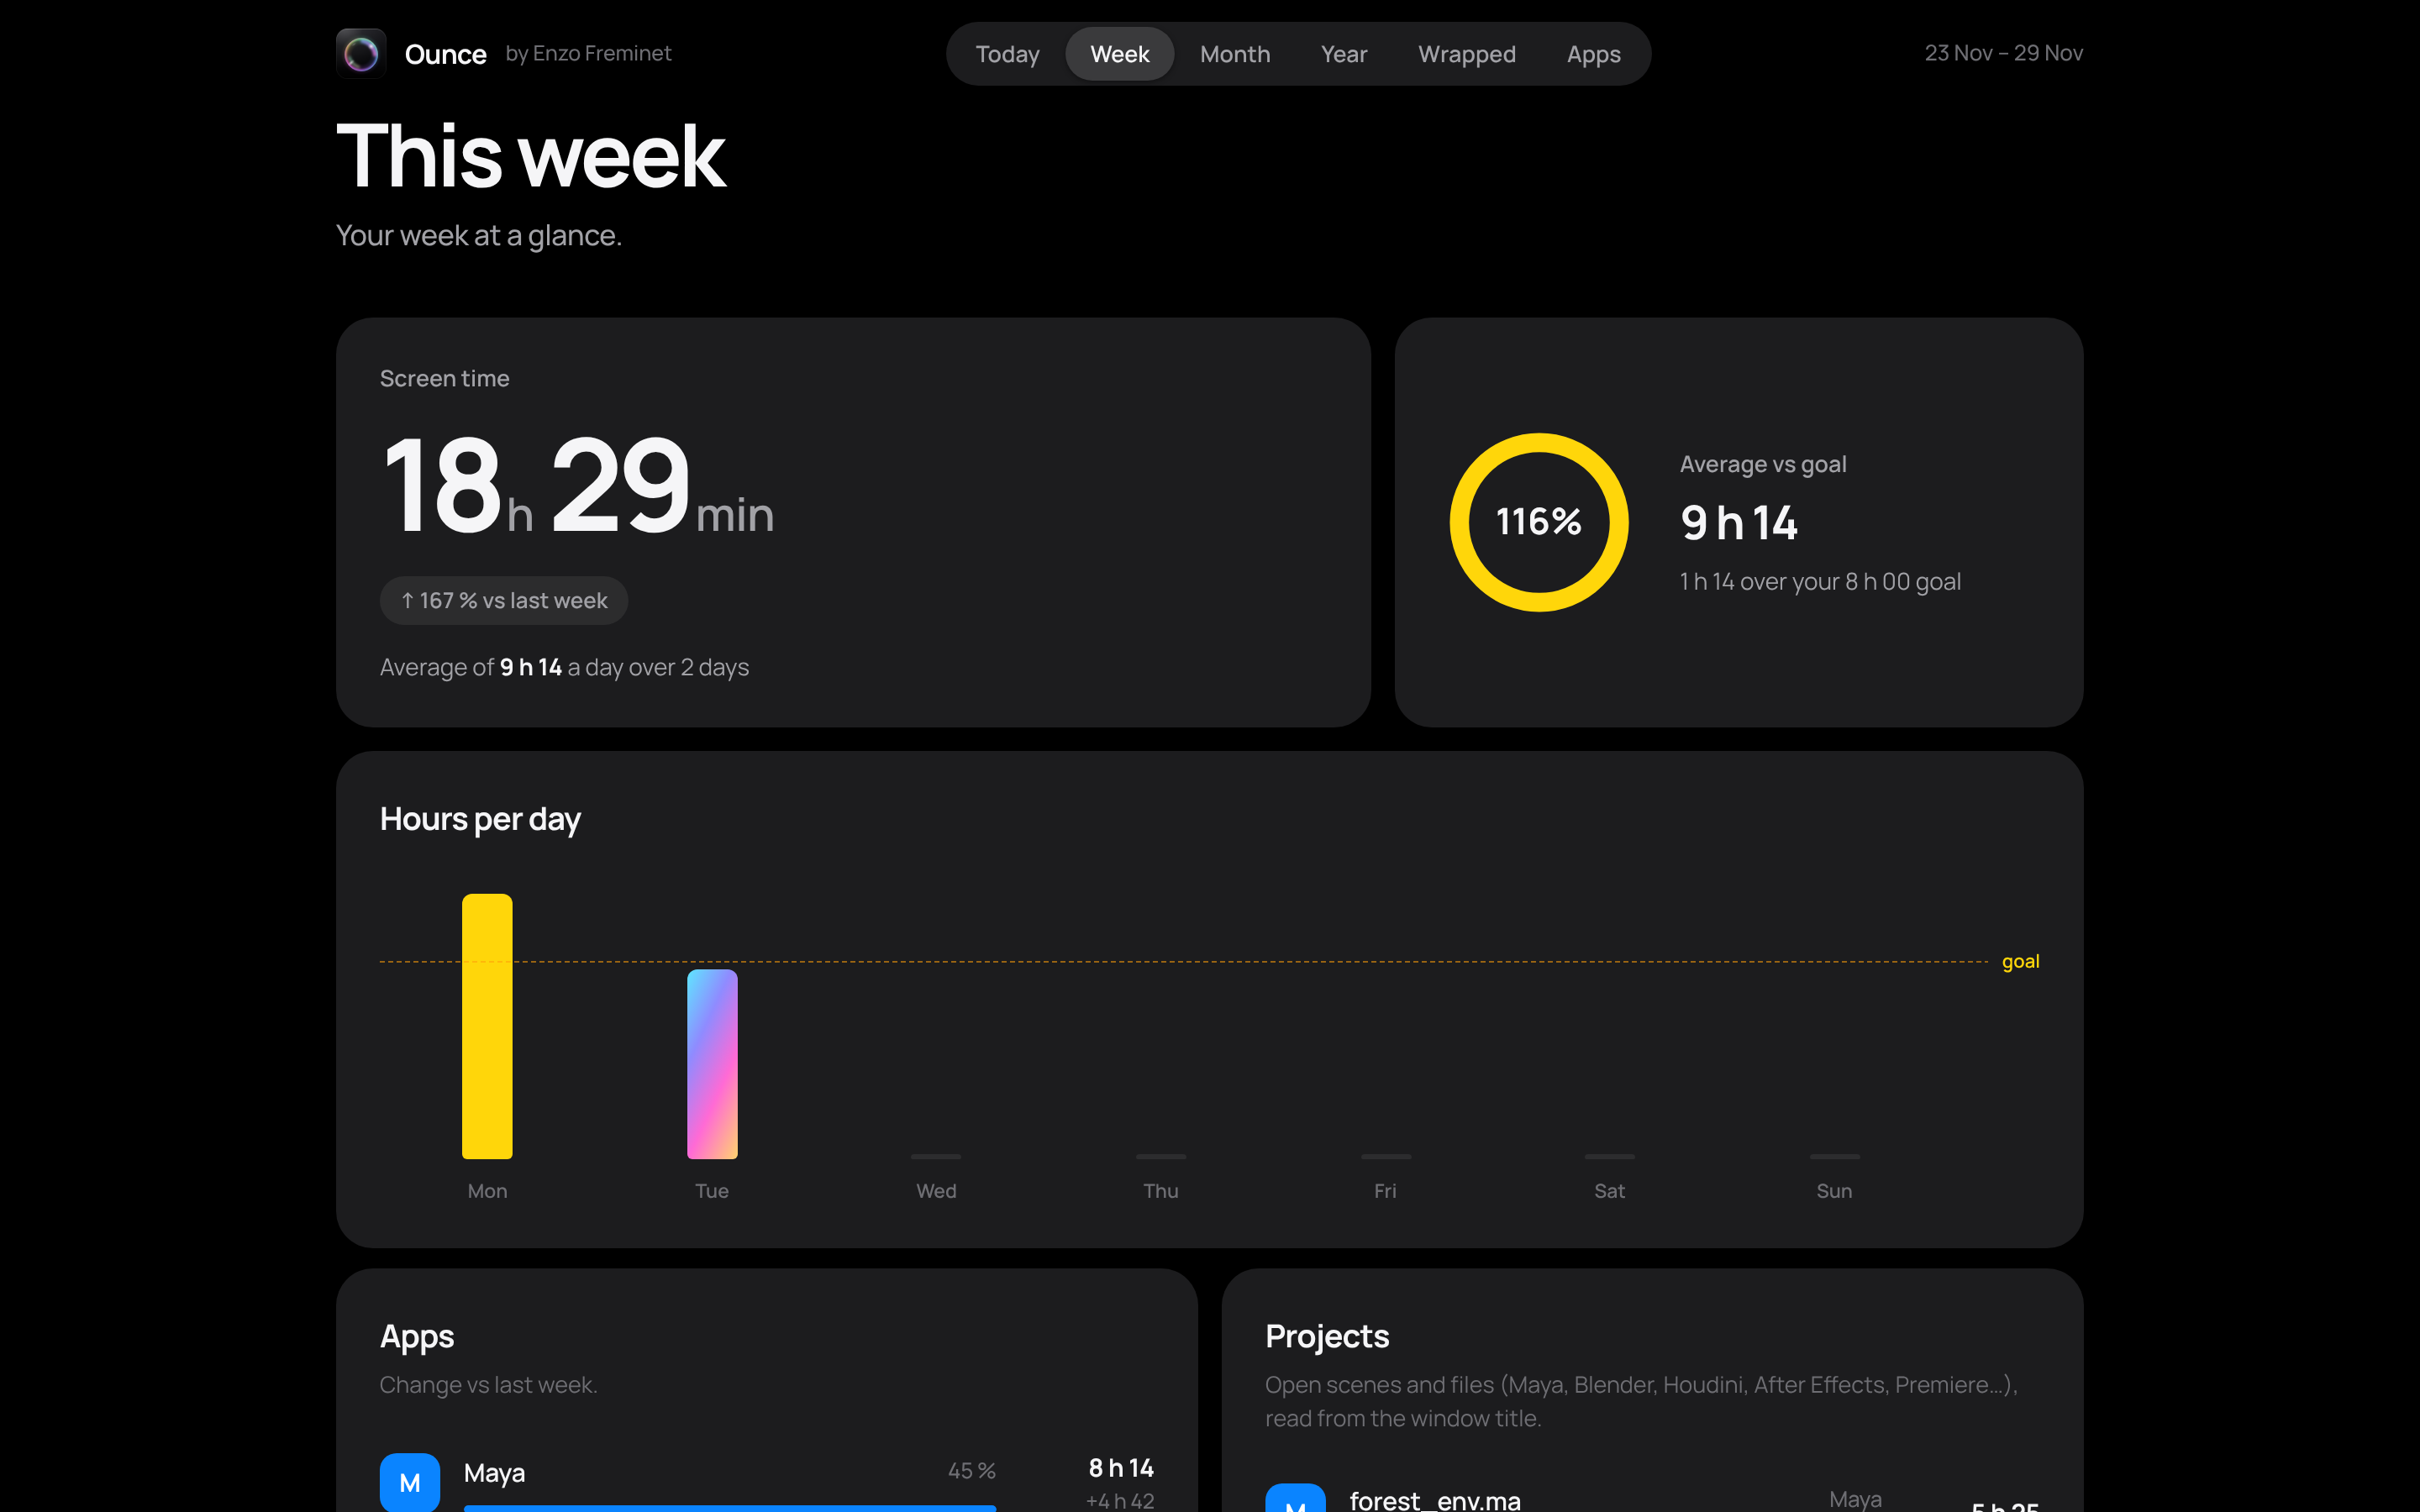 Ounce by Enzo Freminet
Today Week Month Year Wrapped Apps
23 Nov – 29 Nov
This week
Your week at a glance.
Screen time
18h 29min
↑ 167 % vs last week
Average of 9 h 14 a day over 2 days
116%
Average vs goal
9 h 14
1 h 14 over your 8 h 00 goal
Hours per day
goal
Mon Tue Wed Thu Fri Sat Sun
Apps
Change vs last week.
M Maya 45 % 8 h 14
+4 h 42
Projects
Open scenes and files (Maya, Blender, Houdini, After Effects, Premiere…),
read from the window title.
M forest_env.ma Maya 5 h 25